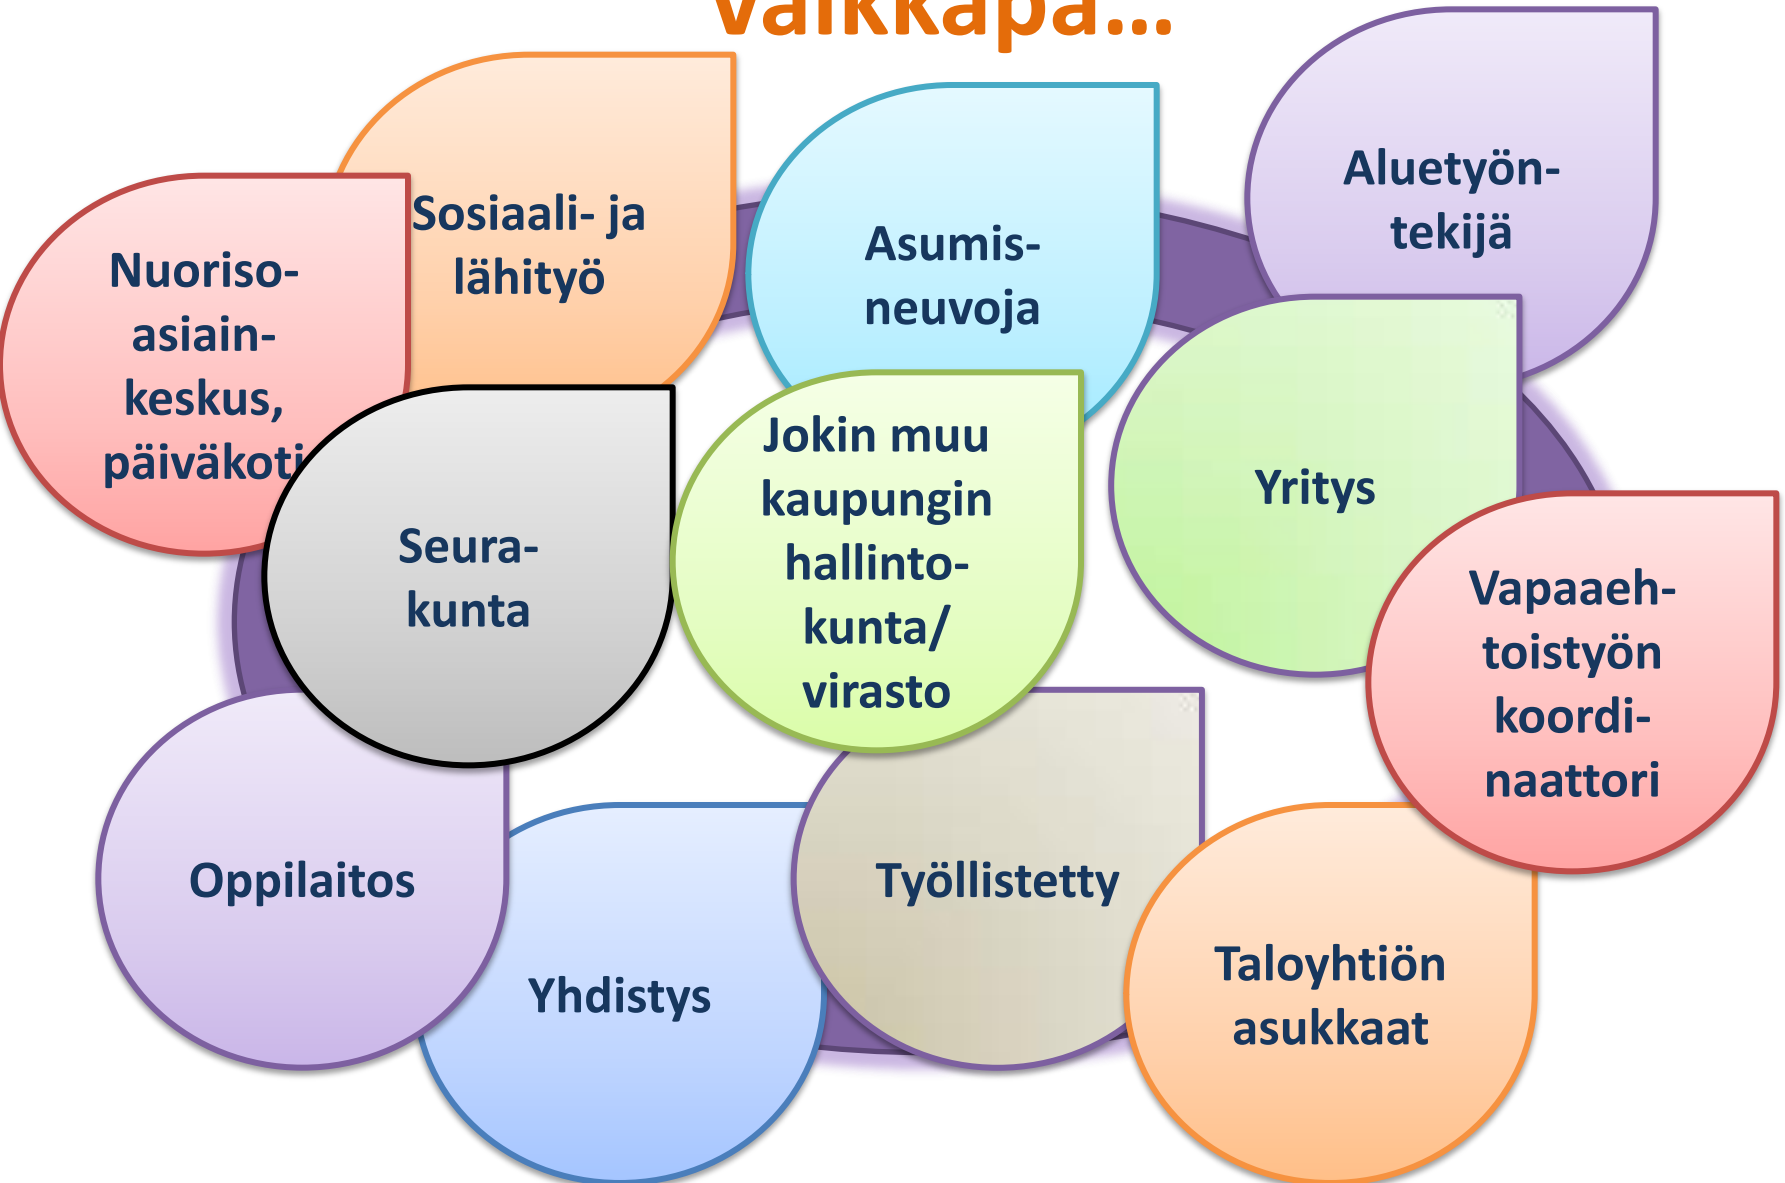 Vaikkapa...
Sosiaali- ja
lähityö
Asumis-
neuvoja
Aluetyön-
tekijä
Nuoriso-
asiain-
keskus,
päiväkoti
Seura-
kunta
Jokin muu
kaupungin
hallinto-
kunta/
virasto
Yritys
Vapaaeh-
toistyön
koordi-
naattori
Oppilaitos
Yhdistys
Työllistetty
Taloyhtiön
asukkaat